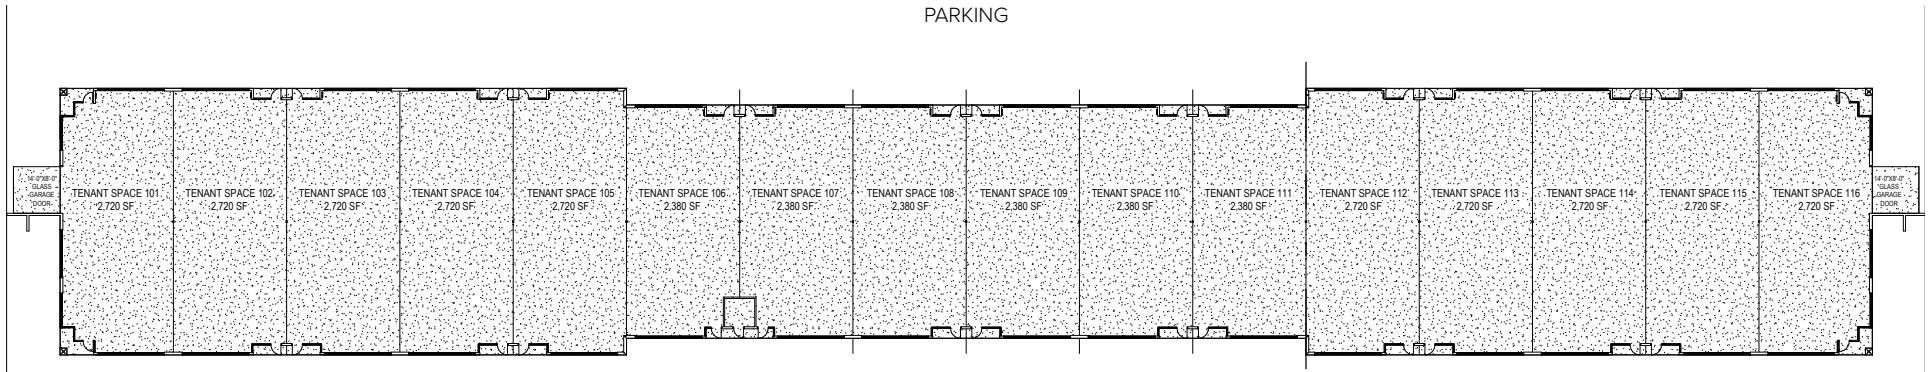 PARKING
14'-0"X8'-0"
GLASS
GARAGE
DOOR
TENANT SPACE 101
2,720 SF
TENANT SPACE 102
2,720 SF
TENANT SPACE 103
2,720 SF
TENANT SPACE 104
2,720 SF
TENANT SPACE 105
2,720 SF
TENANT SPACE 106
2,380 SF
TENANT SPACE 107
2,380 SF
TENANT SPACE 108
2,380 SF
TENANT SPACE 109
2,380 SF
TENANT SPACE 110
2,380 SF
TENANT SPACE 111
2,380 SF
TENANT SPACE 112
2,720 SF
TENANT SPACE 113
2,720 SF
TENANT SPACE 114
2,720 SF
TENANT SPACE 115
2,720 SF
TENANT SPACE 116
2,720 SF
14'-0"X8'-0"
GLASS
GARAGE
DOOR